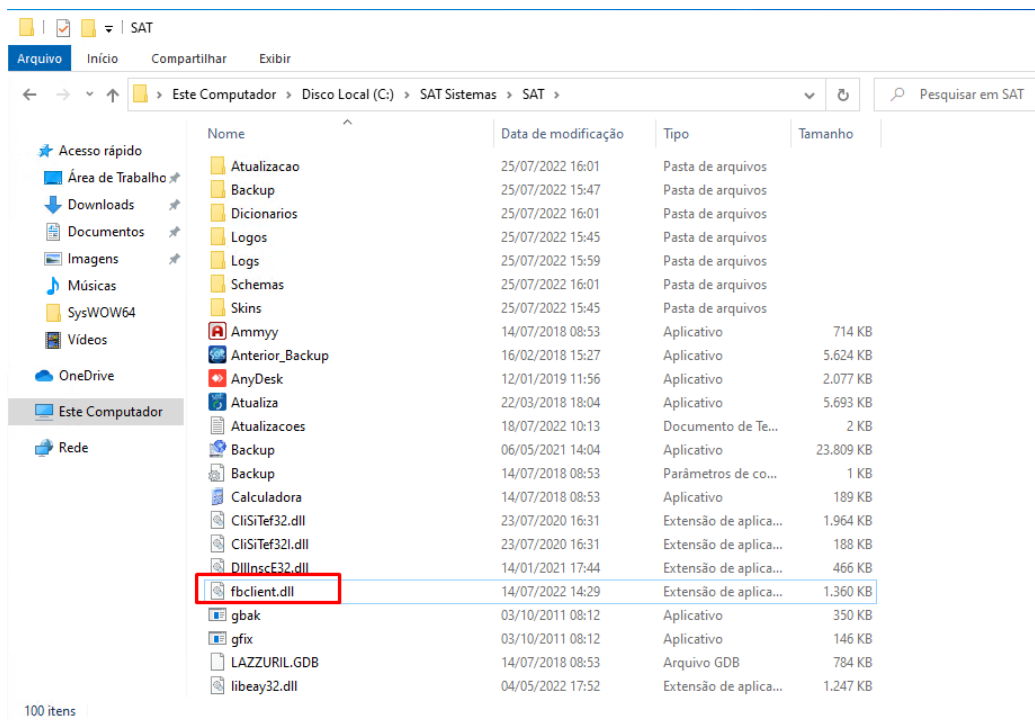 SAT
Arquivo Início Compartilhar Exibir
Este Computador > Disco Local (C:) > SAT Sistemas > SAT > Pesquisar em SAT
Nome Data de modificação Tipo Tamanho
Acesso rápido
Área de Trabalho
Downloads
Documentos
Imagens
Músicas
SysWOW64
Vídeos
OneDrive
Este Computador
Rede
Atualizacao 25/07/2022 16:01 Pasta de arquivos
Backup 25/07/2022 15:47 Pasta de arquivos
Dicionarios 25/07/2022 16:01 Pasta de arquivos
Logos 25/07/2022 15:45 Pasta de arquivos
Logs 25/07/2022 15:59 Pasta de arquivos
Schemas 25/07/2022 16:01 Pasta de arquivos
Skins 25/07/2022 15:45 Pasta de arquivos
Ammyy 14/07/2018 08:53 Aplicativo 714 KB
Anterior_Backup 16/02/2018 15:27 Aplicativo 5.624 KB
AnyDesk 12/01/2019 11:56 Aplicativo 2.077 KB
Atualiza 22/03/2018 18:04 Aplicativo 5.693 KB
Atualizacoes 18/07/2022 10:13 Documento de Te... 2 KB
Backup 06/05/2021 14:04 Aplicativo 23.809 KB
Backup 14/07/2018 08:53 Parâmetros de co... 1 KB
Calculadora 14/07/2018 08:53 Aplicativo 189 KB
CliSiTef32.dll 23/07/2020 16:31 Extensão de aplica... 1.964 KB
CliSiTef32I.dll 23/07/2020 16:31 Extensão de aplica... 188 KB
DllInscE32.dll 14/01/2021 17:44 Extensão de aplica... 466 KB
fbclient.dll 14/07/2022 14:29 Extensão de aplica... 1.360 KB
gbak 03/10/2011 08:12 Aplicativo 350 KB
gfix 03/10/2011 08:12 Aplicativo 146 KB
LAZZURIL.GDB 14/07/2018 08:53 Arquivo GDB 784 KB
libeay32.dll 04/05/2022 17:52 Extensão de aplica... 1.247 KB
100 itens